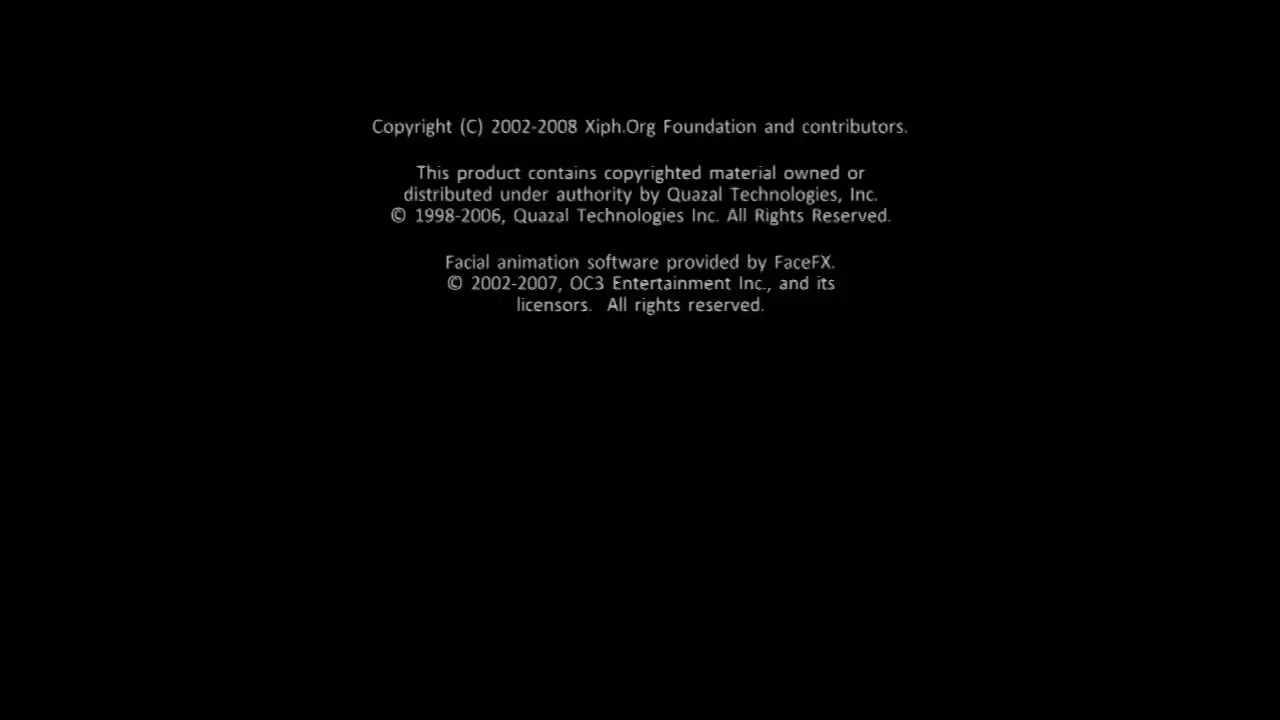 Copyright (C) 2002-2008 Xiph.Org Foundation and contributors.
This product contains copyrighted material owned or
distributed under authority by Quazal Technologies, Inc.
© 1998-2006, Quazal Technologies Inc. All Rights Reserved.
Facial animation software provided by FaceFX.
© 2002-2007, OC3 Entertainment Inc., and its
licensors.  All rights reserved.